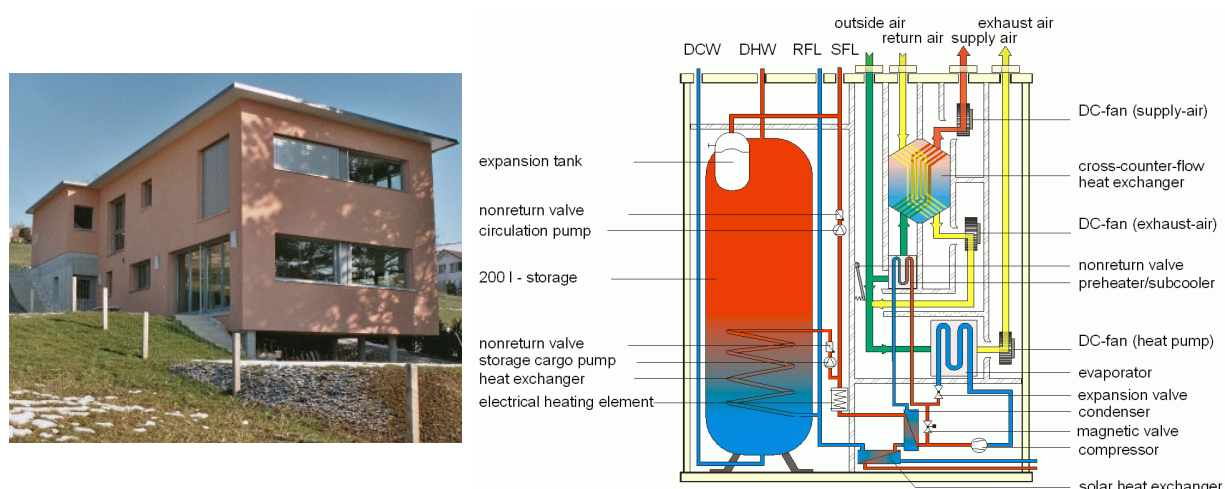 outside air
exhaust air
return air
supply air
DCW
DHW
RFL
SFL
expansion tank
nonreturn valve
circulation pump
200 l - storage
nonreturn valve
storage cargo pump
heat exchanger
electrical heating element
DC-fan (supply-air)
cross-counter-flow
heat exchanger
DC-fan (exhaust-air)
nonreturn valve
preheater/subcooler
DC-fan (heat pump)
evaporator
expansion valve
condenser
magnetic valve
compressor
solar heat exchanger